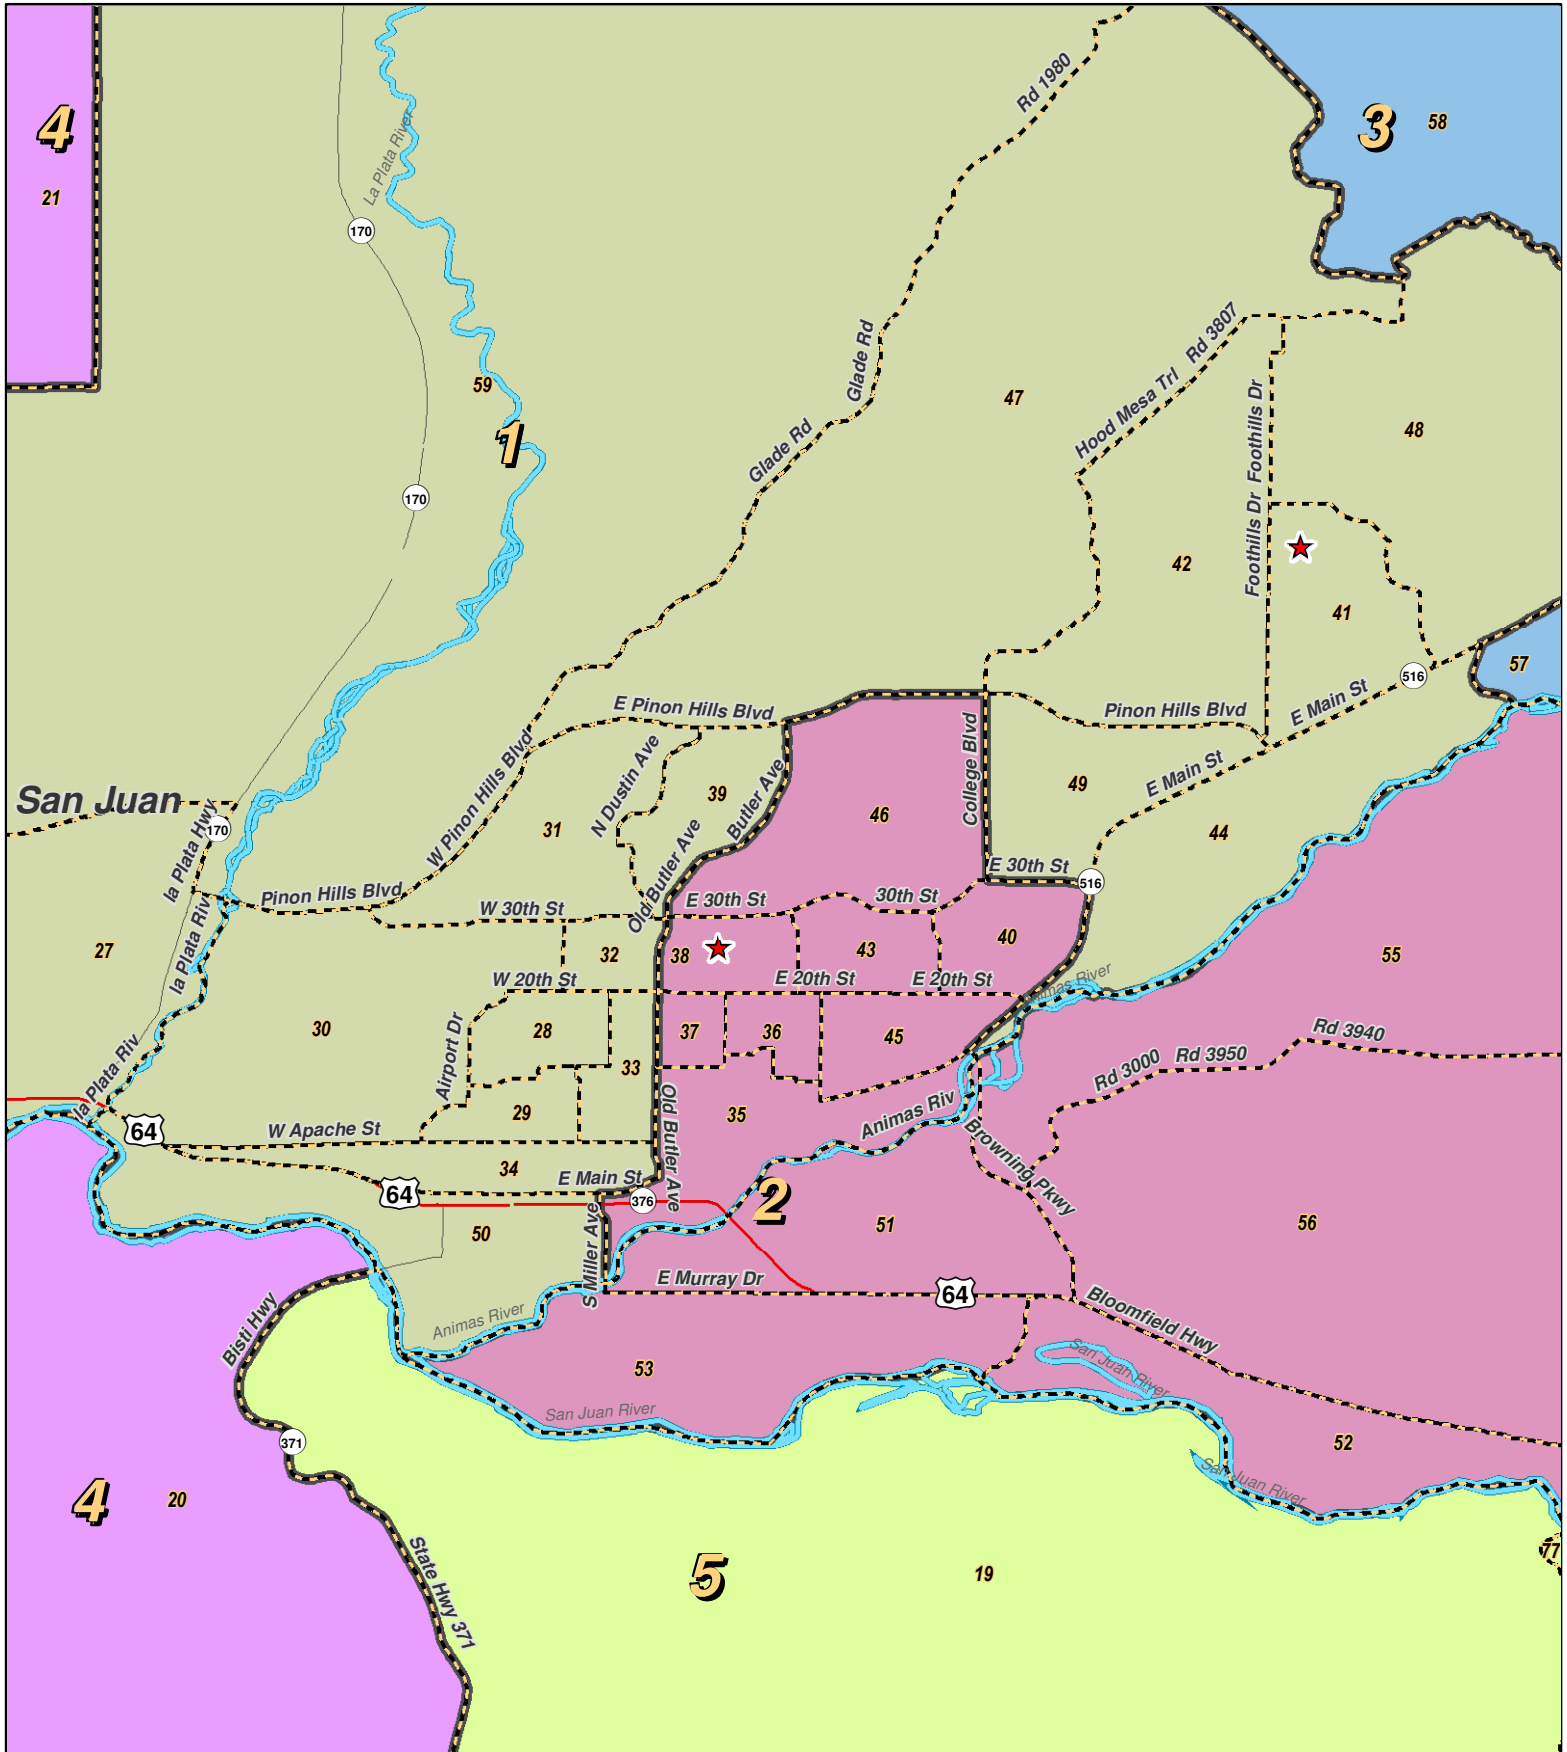 Rd 1980
4
3
58
La Plata River
21
170
Glade Rd
Hood Mesa Trl
Rd 3807
59
47
Foothills Dr
48
1
Glade Rd
170
Foothills Dr
42
41
57
516
E Main St
E Pinon Hills Blvd
Pinon Hills Blvd
College Blvd
W Pinon Hills Blvd
N Dustin Ave
39
Butler Ave
E Main St
49
San Juan
46
la Plata Hwy
170
31
44
Old Butler Ave
E 30th St
516
Pinon Hills Blvd
W 30th St
E 30th St
30th St
la Plata Riv
27
32
38
43
40
55
W 20th St
E 20th St
E 20th St
Animas River
30
28
37
36
45
Rd 3940
Airport Dr
Rd 3000
Rd 3950
la Plata Riv
33
29
35
Old Butler Ave
Animas Riv
64
W Apache St
Browning Pkwy
34
E Main St
64
376
2
50
S Miller Ave
51
56
E Murray Dr
64
Bisti Hwy
Animas River
Bloomfield Hwy
53
San Juan River
San Juan River
371
52
San Juan River
4
20
State Hwy 371
5
19
77